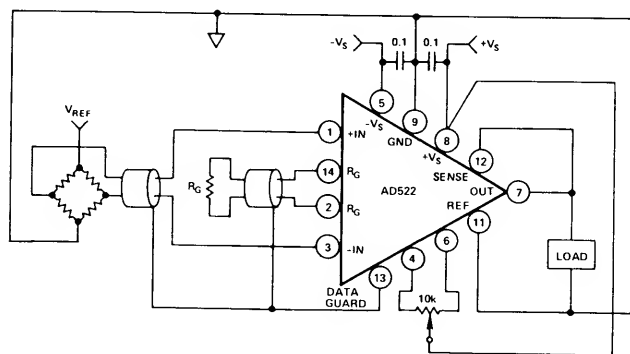 -VS 0.1 0.1 +VS
VREF
5 9 8
-VS GND +VS
1 +IN
12
SENSE
14 RG
RG
AD522
OUT 7
2 RG
REF
11
3 -IN
6
4
13
DATA
GUARD
10k
LOAD